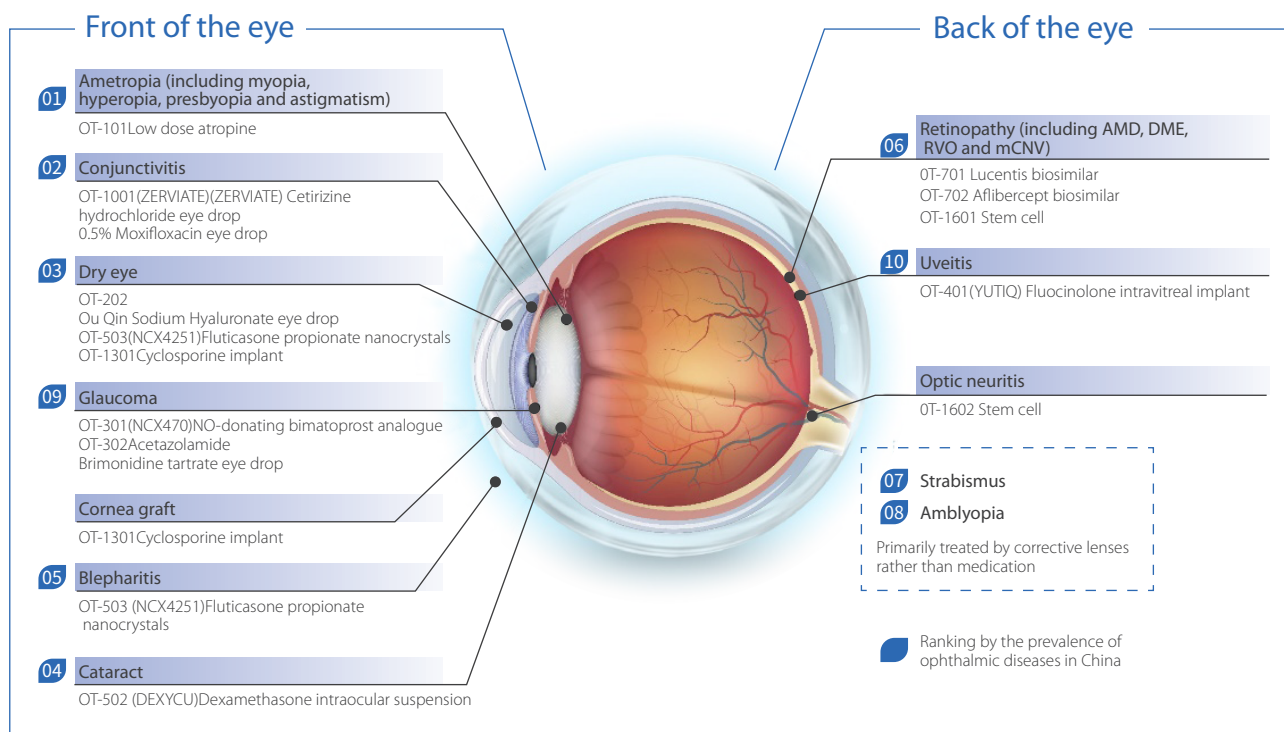 Front of the eye
01
Ametropia (including myopia,
hyperopia, presbyopia and astigmatism)
OT-101Low dose atropine
02
Conjunctivitis
OT-1001(ZERVIATE)(ZERVIATE) Cetirizine
hydrochloride eye drop
0.5% Moxifloxacin eye drop
03
Dry eye
OT-202
Ou Qin Sodium Hyaluronate eye drop
OT-503(NCX4251)Fluticasone propionate nanocrystals
OT-1301Cyclosporine implant
09
Glaucoma
OT-301(NCX470)NO-donating bimatoprost analogue
OT-302Acetazolamide
Brimonidine tartrate eye drop
Cornea graft
OT-1301Cyclosporine implant
05
Blepharitis
OT-503 (NCX4251)Fluticasone propionate
nanocrystals
04
Cataract
OT-502 (DEXYCU)Dexamethasone intraocular suspension
Back of the eye
06
Retinopathy (including AMD, DME,
RVO and mCNV)
0T-701 Lucentis biosimilar
OT-702 Aflibercept biosimilar
OT-1601 Stem cell
10
Uveitis
OT-401(YUTIQ) Fluocinolone intravitreal implant
Optic neuritis
0T-1602 Stem cell
07
Strabismus
08
Amblyopia
Primarily treated by corrective lenses
rather than medication
Ranking by the prevalence of
ophthalmic diseases in China